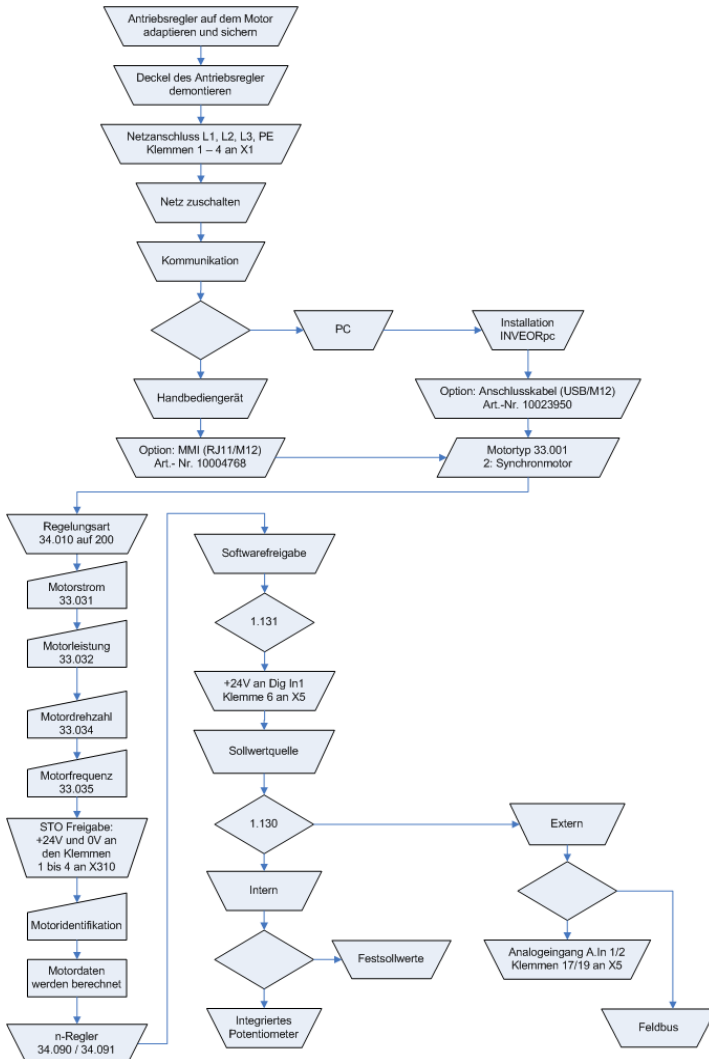 Antriebsregler auf dem Motor
adaptieren und sichern
Deckel des Antriebsregler
demontieren
Netzanschluss L1, L2, L3, PE
Klemmen 1 – 4 an X1
Netz zuschalten
Kommunikation
PC
Installation
INVEORpc
Handbediengerät
Option: Anschlusskabel (USB/M12)
Art.-Nr. 10023950
Option: MMI (RJ11/M12)
Art.- Nr. 10004768
Motortyp 33.001
2: Synchronmotor
Regelungsart
34.010 auf 200
Motorstrom
33.031
Motorleistung
33.032
Motordrehzahl
33.034
Motorfrequenz
33.035
STO Freigabe:
+24V und 0V an
den Klemmen
1 bis 4 an X310
Motoridentifikation
Motordaten
werden berechnet
n-Regler
34.090 / 34.091
Softwarefreigabe
1.131
+24V an Dig In1
Klemme 6 an X5
Sollwertquelle
1.130
Extern
Intern
Festsollwerte
Integriertes
Potentiometer
Analogeingang A.In 1/2
Klemmen 17/19 an X5
Feldbus